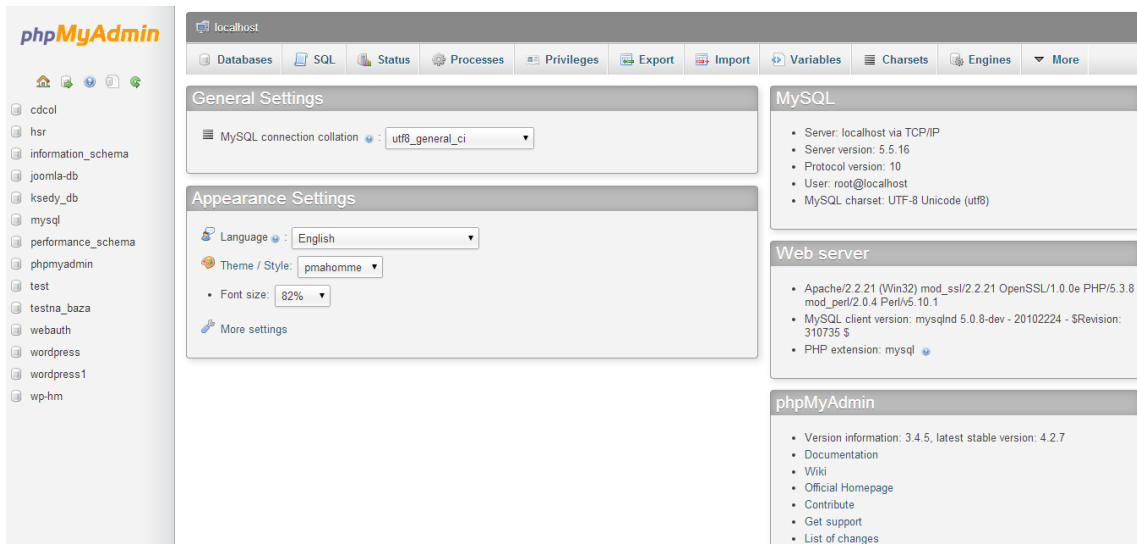 phpMyAdmin
cdcol
hsr
information_schema
joomla-db
ksedy_db
mysql
performance_schema
phpmyadmin
test
testna_baza
webauth
wordpress
wordpress1
wp-hm
localhost
Databases SQL Status Processes Privileges Export Import Variables Charsets Engines More
General Settings
MySQL connection collation : utf8_general_ci
Appearance Settings
Language : English
Theme / Style: pmahomme
• Font size: 82%
More settings
MySQL
• Server: localhost via TCP/IP
• Server version: 5.5.16
• Protocol version: 10
• User: root@localhost
• MySQL charset: UTF-8 Unicode (utf8)
Web server
• Apache/2.2.21 (Win32) mod_ssl/2.2.21 OpenSSL/1.0.0e PHP/5.3.8
mod_perl/2.0.4 Perl/v5.10.1
• MySQL client version: mysqlnd 5.0.8-dev - 20102224 - $Revision:
310735 $
• PHP extension: mysql
phpMyAdmin
• Version information: 3.4.5, latest stable version: 4.2.7
• Documentation
• Wiki
• Official Homepage
• Contribute
• Get support
• List of changes